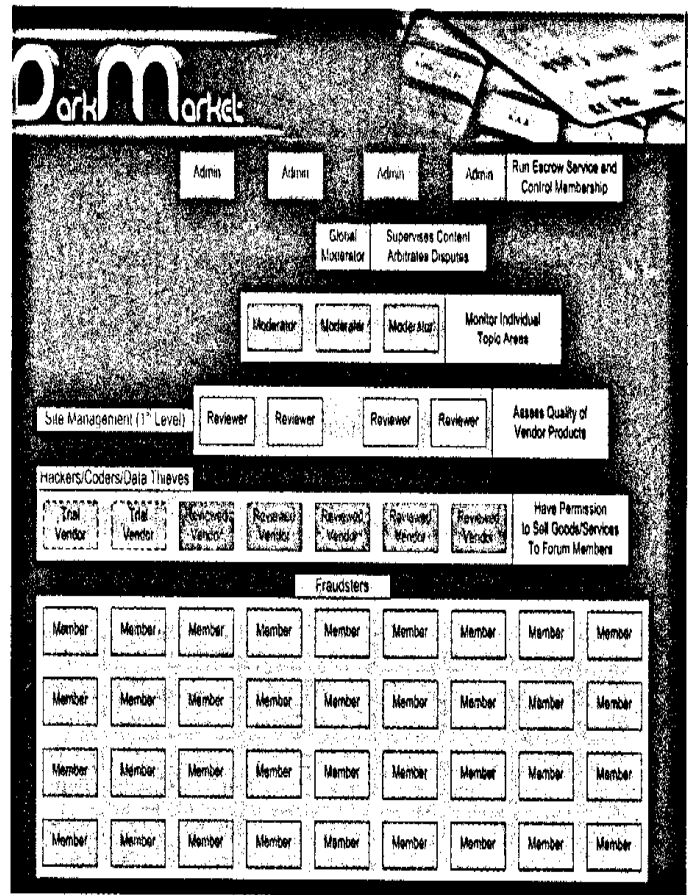 Dark Market
Admin Admin Admin Admin Run Escrow Service and
Control Membership
Global Supervises Content
Moderator Arbitrates Disputes
Moderator Moderator Moderator Monitor Individual
Topic Areas
Site Management (1st Level) Reviewer Reviewer Reviewer Reviewer Assess Quality of
Vendor Products
Hackers/Coders/Data Thieves
Trial Trial Reviewed Reviewed Reviewed Reviewed Reviewed Have Permission
Vendor Vendor Vendor Vendor Vendor Vendor Vendor to Sell Goods/Services
To Forum Members
Fraudsters
Member Member Member Member Member Member Member Member Member
Member Member Member Member Member Member Member Member Member
Member Member Member Member Member Member Member Member Member
Member Member Member Member Member Member Member Member Member